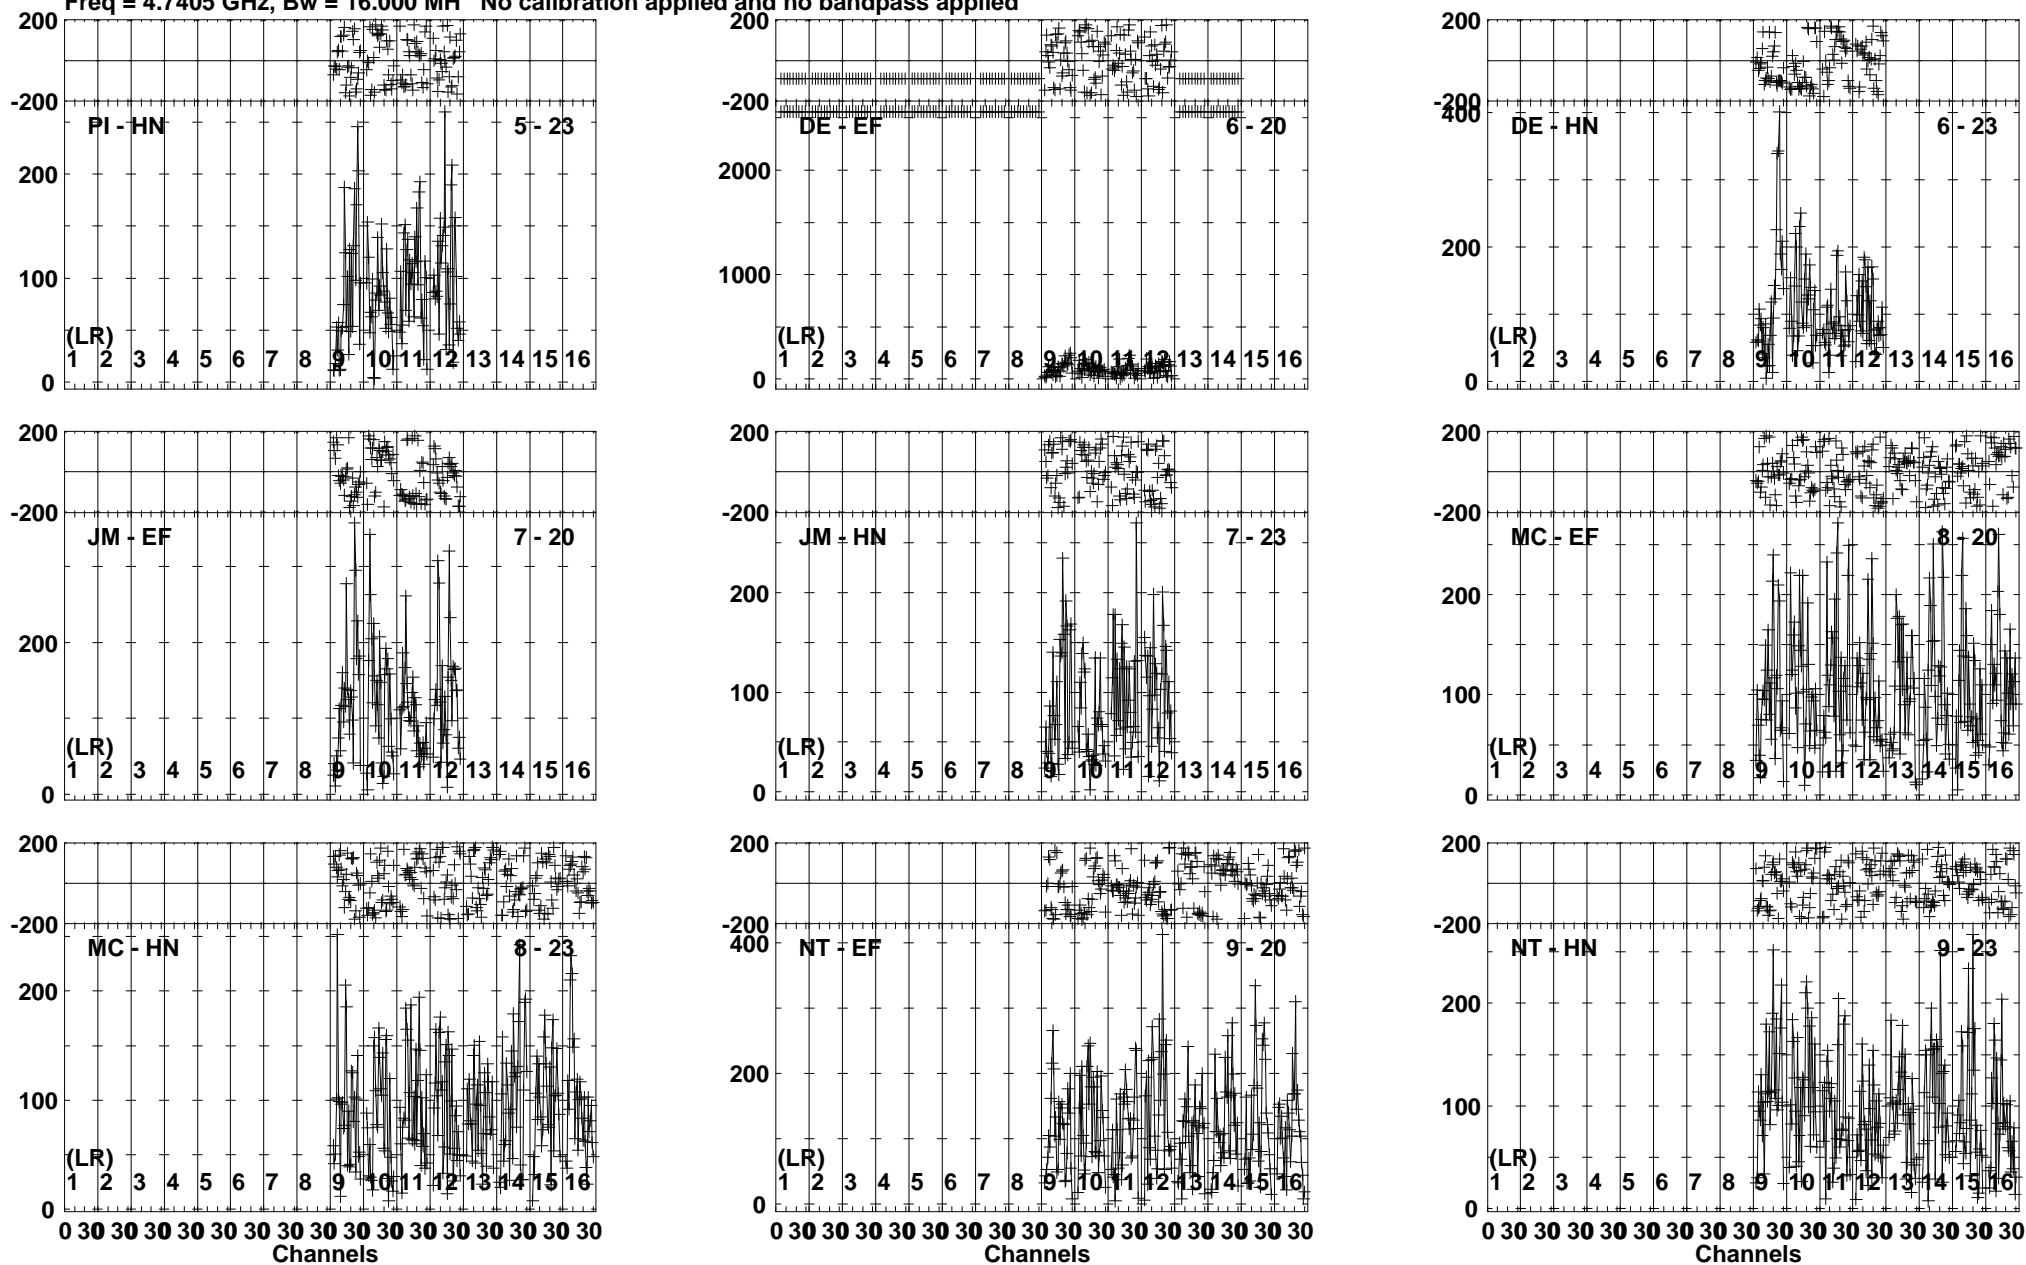 Freq = 4.7405 GHz, Bw = 16.000 MH No calibration applied and no bandpass applied
200
-200
PI - HN 5 - 23
200
100
0
(LR)
1 2 3 4 5 6 7 8 9 10 11 12 13 14 15 16
200
-200
DE - EF 6 - 20
2000
1000
0
(LR)
1 2 3 4 5 6 7 8 9 10 11 12 13 14 15 16
200
-200
DE - HN 6 - 23
400
200
0
(LR)
1 2 3 4 5 6 7 8 9 10 11 12 13 14 15 16
200
-200
JM - EF 7 - 20
200
0
(LR)
1 2 3 4 5 6 7 8 9 10 11 12 13 14 15 16
200
-200
JM - HN 7 - 23
200
100
0
(LR)
1 2 3 4 5 6 7 8 9 10 11 12 13 14 15 16
200
-200
MC - EF 8 - 20
200
100
0
(LR)
1 2 3 4 5 6 7 8 9 10 11 12 13 14 15 16
200
-200
MC - HN 8 - 23
200
100
0
(LR)
1 2 3 4 5 6 7 8 9 10 11 12 13 14 15 16
0 30 30 30 30 30 30 30 30 30 30 30 30 30 30 30 30
Channels
200
-200
NT - EF 9 - 20
400
200
0
(LR)
1 2 3 4 5 6 7 8 9 10 11 12 13 14 15 16
0 30 30 30 30 30 30 30 30 30 30 30 30 30 30 30 30
Channels
200
-200
NT - HN 9 - 23
200
100
0
(LR)
1 2 3 4 5 6 7 8 9 10 11 12 13 14 15 16
0 30 30 30 30 30 30 30 30 30 30 30 30 30 30 30 30
Channels